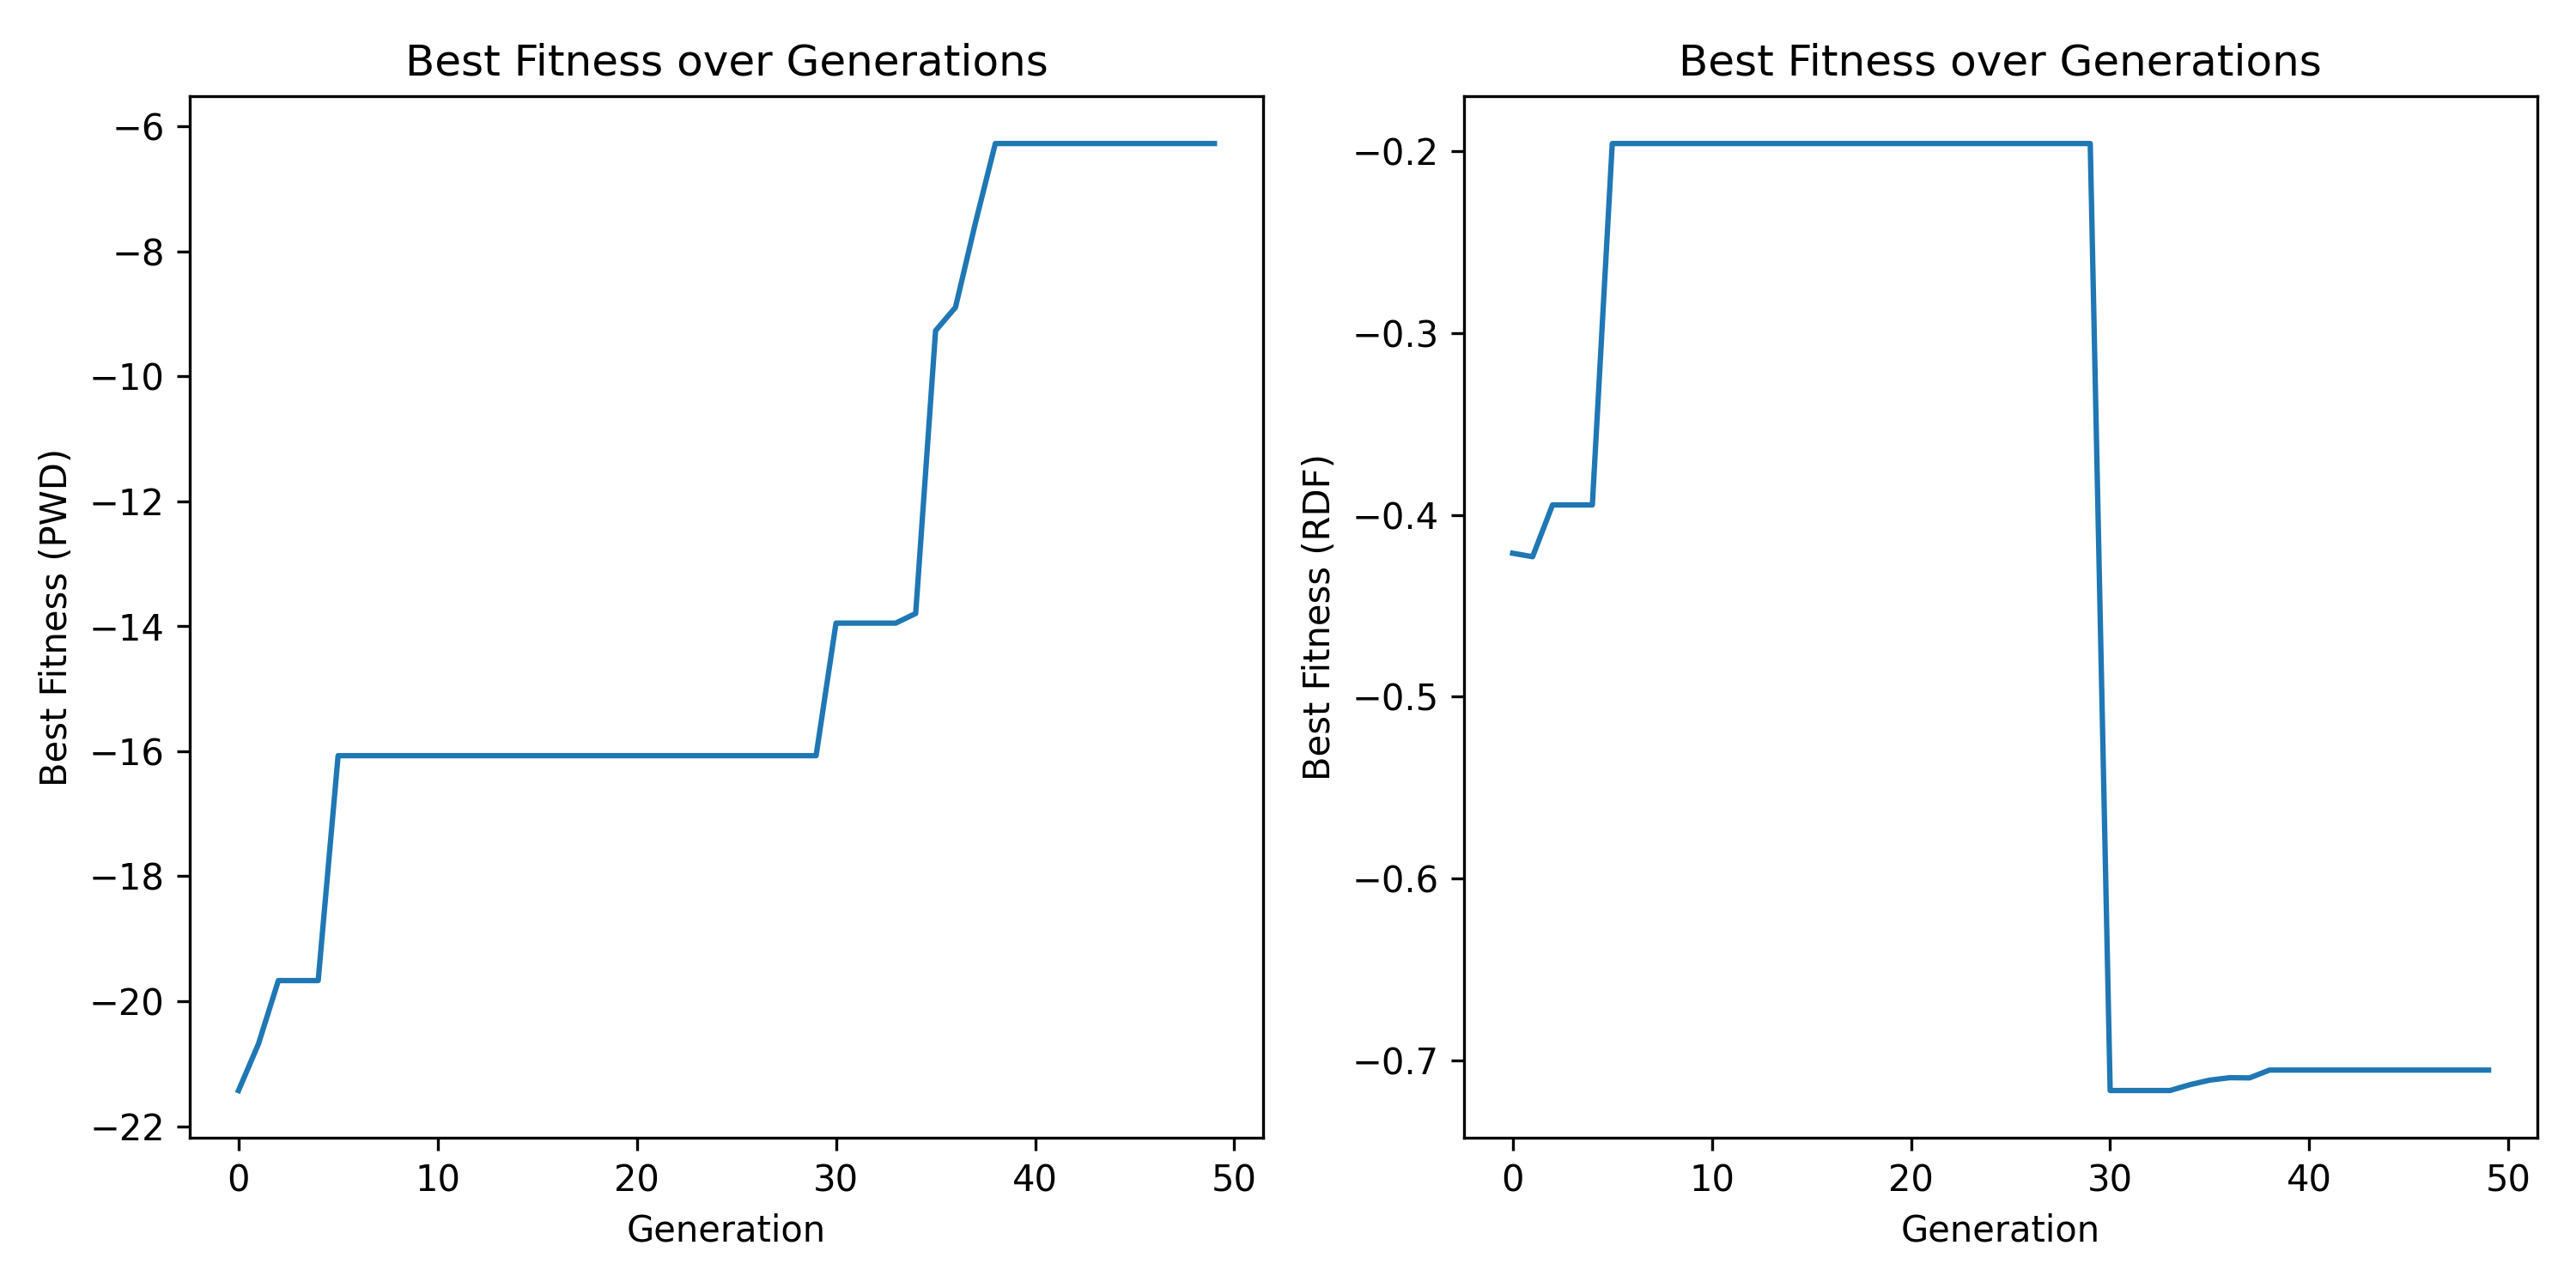 Best Fitness over Generations
Best Fitness (PWD)
−6
−8
−10
−12
−14
−16
−18
−20
−22
0 10 20 30 40 50
Generation
Best Fitness over Generations
Best Fitness (RDF)
−0.2
−0.3
−0.4
−0.5
−0.6
−0.7
0 10 20 30 40 50
Generation